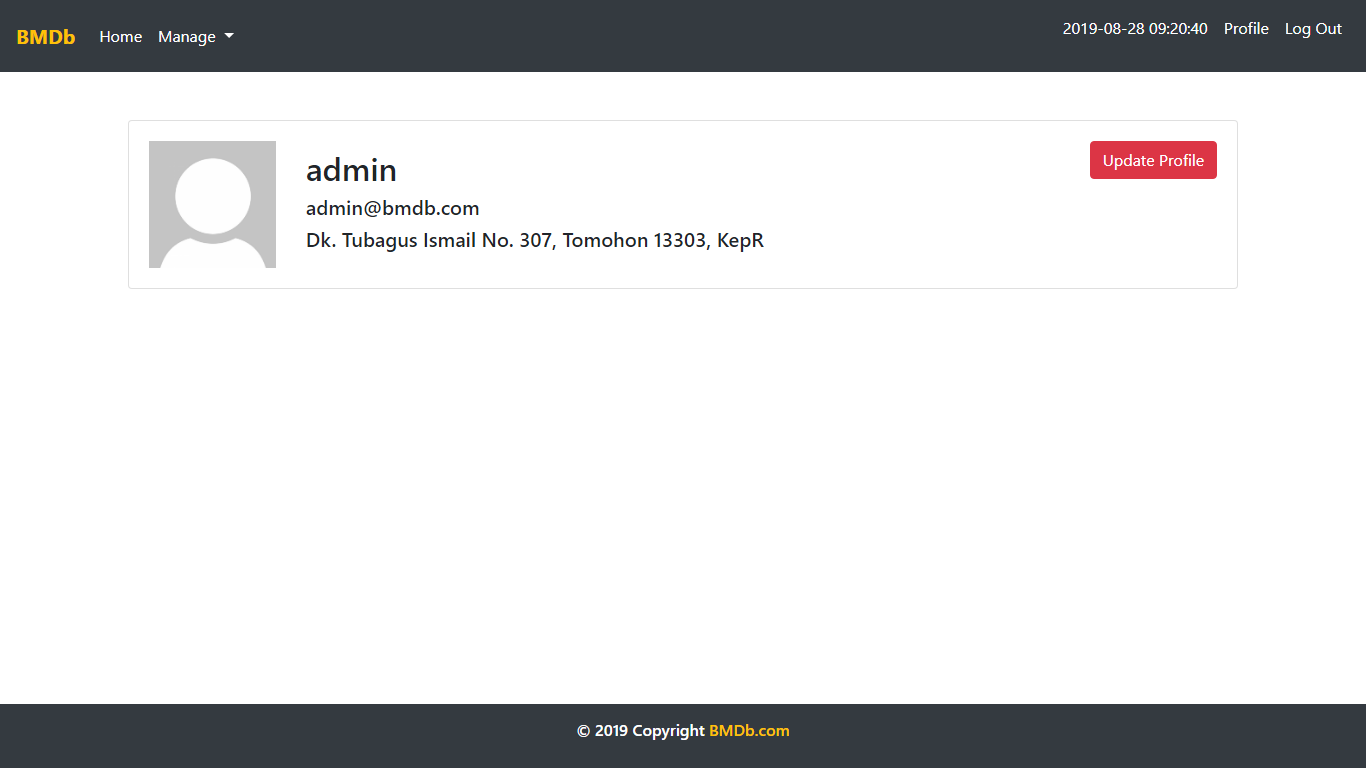 BMDb Home Manage 2019-08-28 09:20:40 Profile Log Out
admin
Update Profile
admin@bmdb.com
Dk. Tubagus Ismail No. 307, Tomohon 13303, KepR
© 2019 Copyright BMDb.com